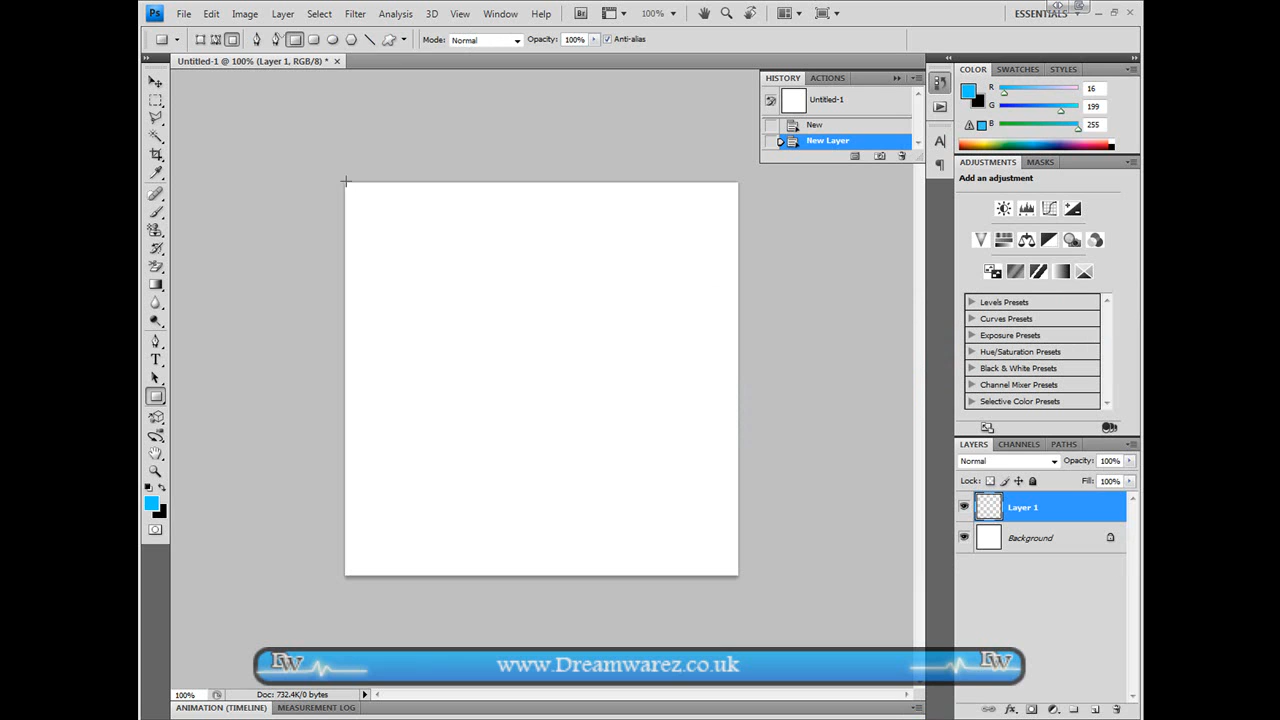 Ps File Edit Image Layer Select Filter Analysis 3D View Window Help Br 100% ESSENTIALS
Mode: Normal Opacity: 100% Anti-alias
Untitled-1 @ 100% (Layer 1, RGB/8) *
HISTORY ACTIONS
Untitled-1
New
New Layer
COLOR SWATCHES STYLES
R 16
G 199
B 255
ADJUSTMENTS MASKS
Add an adjustment
Levels Presets
Curves Presets
Exposure Presets
Hue/Saturation Presets
Black & White Presets
Channel Mixer Presets
Selective Color Presets
LAYERS CHANNELS PATHS
Normal Opacity: 100%
Lock: Fill: 100%
Layer 1
Background
DW www.Dreamwarez.co.uk DW
100% Doc: 732.4K/0 bytes
ANIMATION (TIMELINE) MEASUREMENT LOG